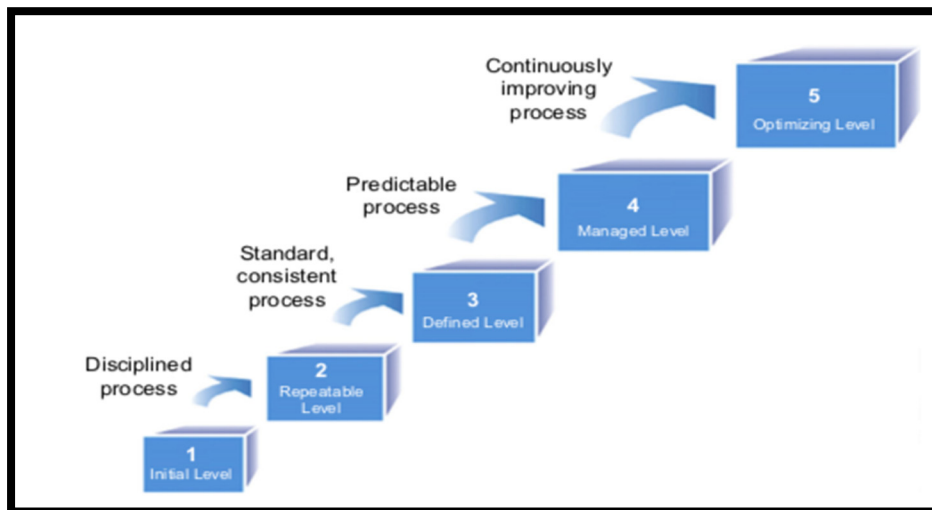 Continuously
improving
process
5
Optimizing Level
Predictable
process
4
Managed Level
Standard,
consistent
process
3
Defined Level
Disciplined
process
2
Repeatable
Level
1
Initial Level